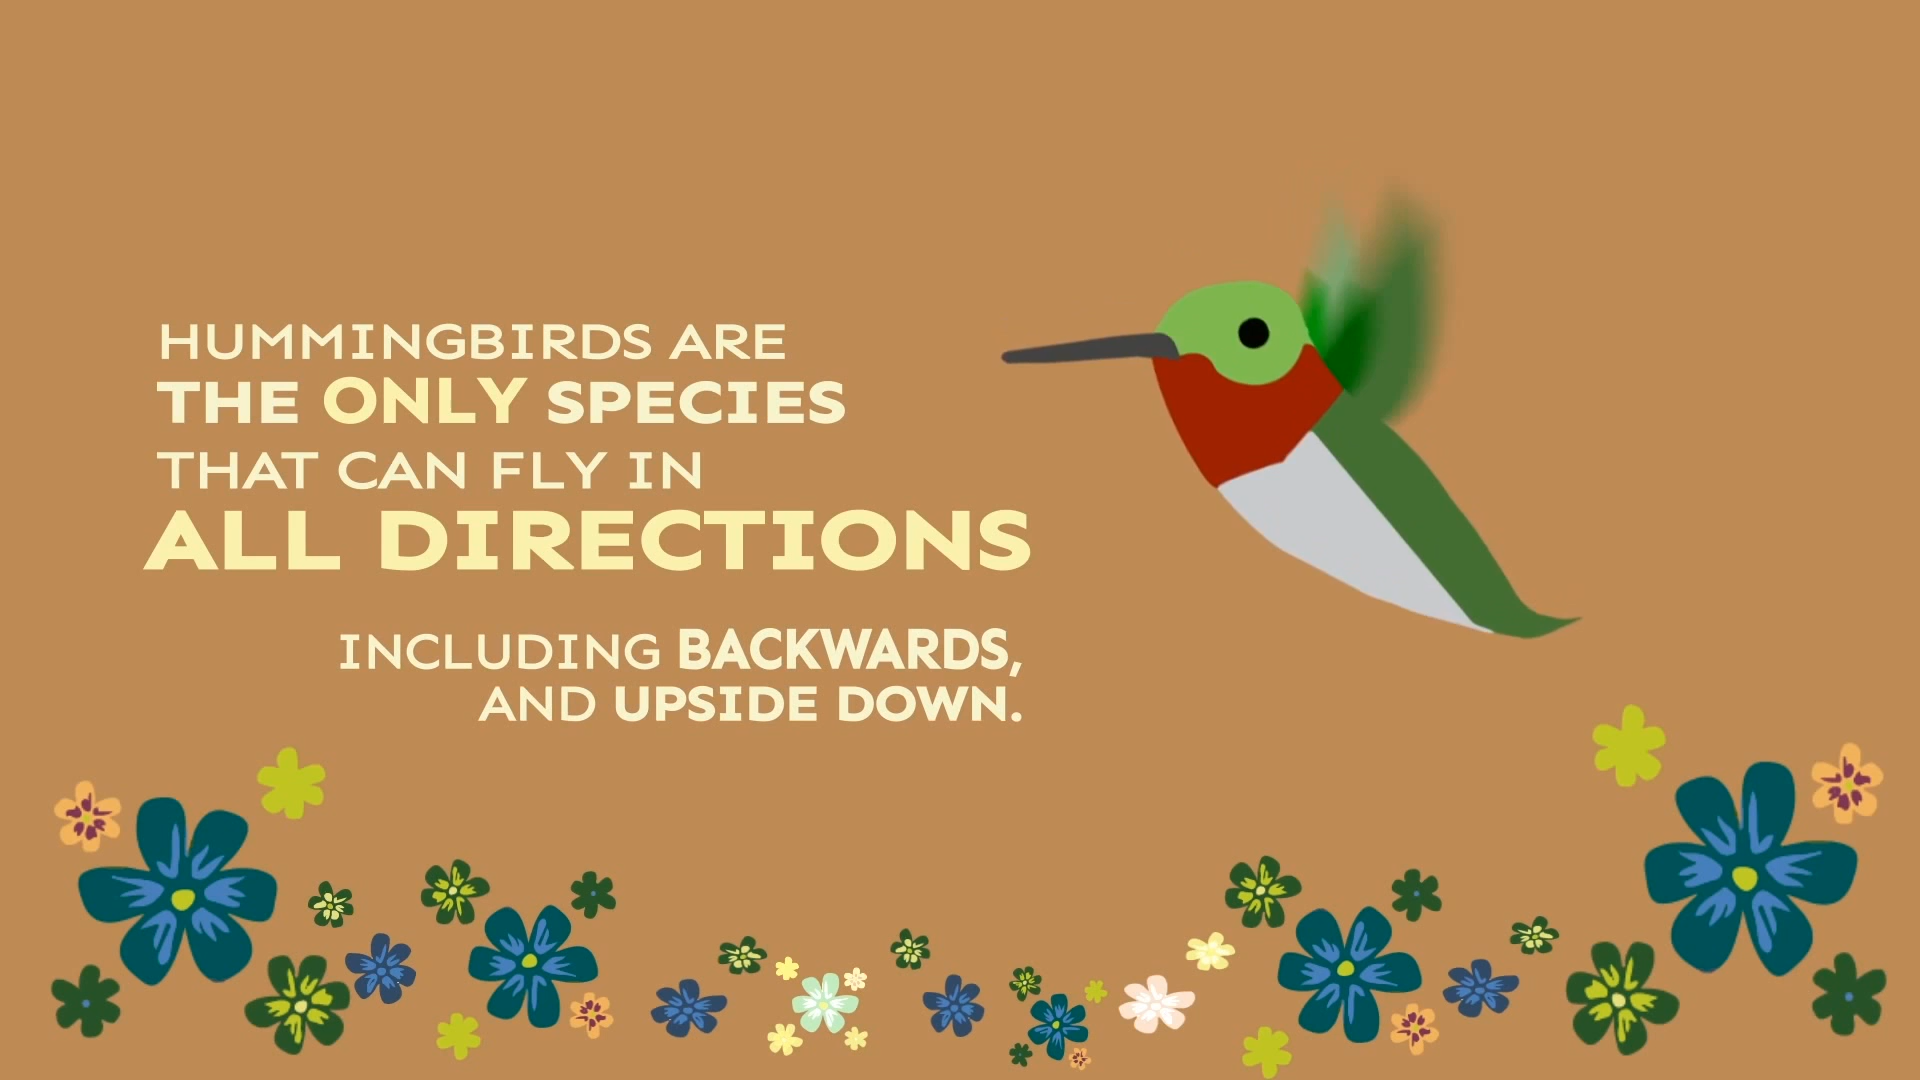 HUMMINGBIRDS ARE
THE ONLY SPECIES
THAT CAN FLY IN
ALL DIRECTIONS
INCLUDING BACKWARDS,
AND UPSIDE DOWN.